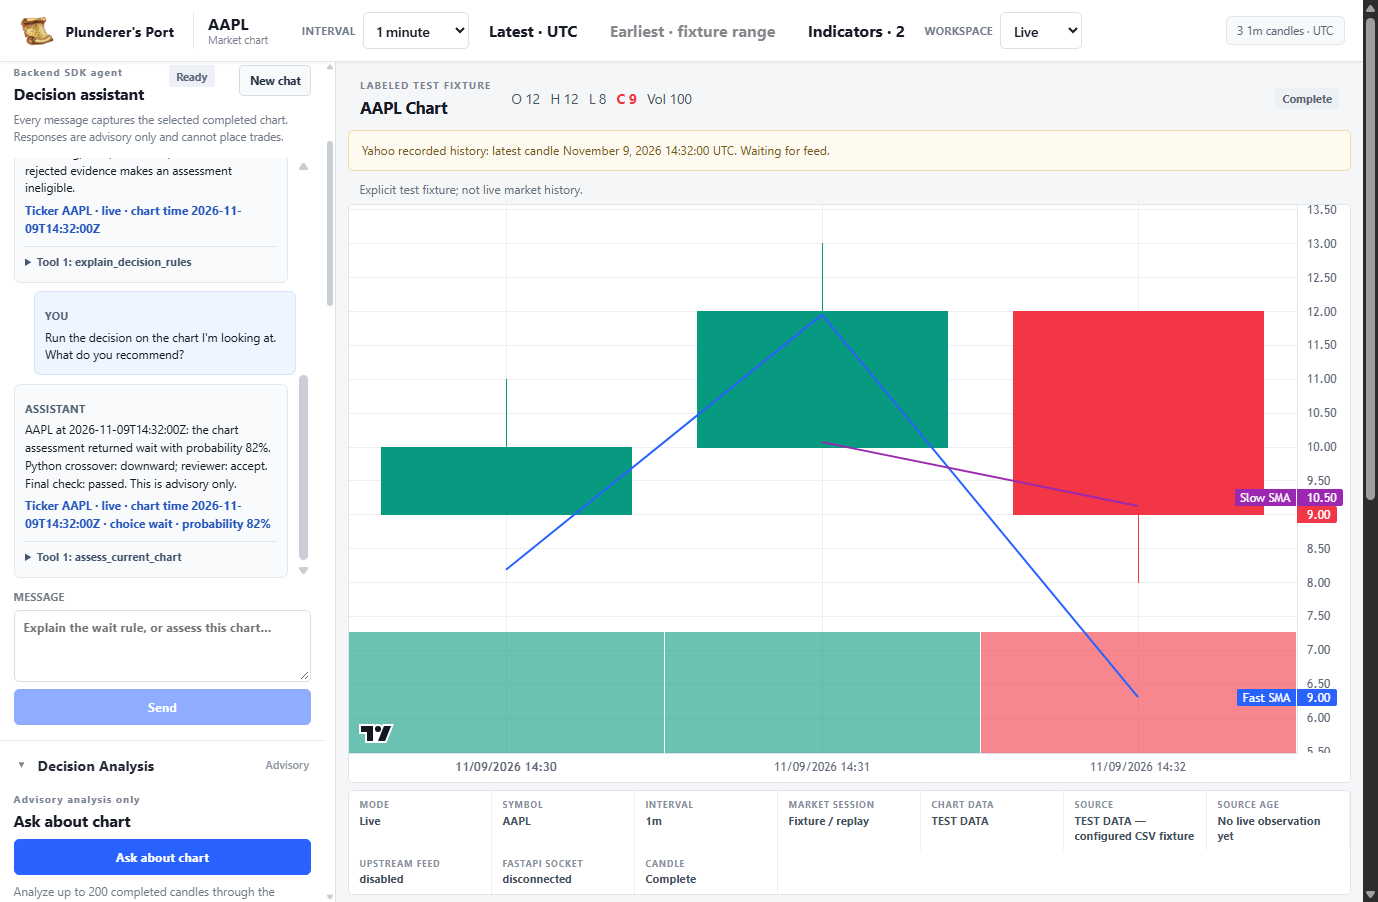 Plunderer's Port
AAPL
Market chart
INTERVAL
1 minute
Latest · UTC
Earliest · fixture range
Indicators · 2
WORKSPACE
Live
3 1m candles · UTC
Backend SDK agent
Decision assistant
Ready
New chat
Every message captures the selected completed chart.
Responses are advisory only and cannot place trades.
rejected evidence makes an assessment
ineligible.
Ticker AAPL · live · chart time 2026-11-
09T14:32:00Z
Tool 1: explain_decision_rules
YOU
Run the decision on the chart I'm looking at.
What do you recommend?
ASSISTANT
AAPL at 2026-11-09T14:32:00Z: the chart
assessment returned wait with probability 82%.
Python crossover: downward; reviewer: accept.
Final check: passed. This is advisory only.
Ticker AAPL · live · chart time 2026-11-
09T14:32:00Z · choice wait · probability 82%
Tool 1: assess_current_chart
MESSAGE
Explain the wait rule, or assess this chart...
Send
Decision Analysis
Advisory
Advisory analysis only
Ask about chart
Ask about chart
Analyze up to 200 completed candles through the
LABELED TEST FIXTURE
AAPL Chart
O 12 H 12 L 8 C 9 Vol 100
Complete
Yahoo recorded history: latest candle November 9, 2026 14:32:00 UTC. Waiting for feed.
Explicit test fixture; not live market history.
13.50
13.00
12.50
12.00
11.50
11.00
10.50
10.00
9.50
Slow SMA 10.50
9.00
8.50
8.00
7.50
7.00
6.50
Fast SMA 9.00
6.00
5.50
11/09/2026 14:30
11/09/2026 14:31
11/09/2026 14:32
MODE
Live
SYMBOL
AAPL
INTERVAL
1m
MARKET SESSION
Fixture / replay
CHART DATA
TEST DATA
SOURCE
TEST DATA —
configured CSV fixture
SOURCE AGE
No live observation
yet
UPSTREAM FEED
disabled
FASTAPI SOCKET
disconnected
CANDLE
Complete